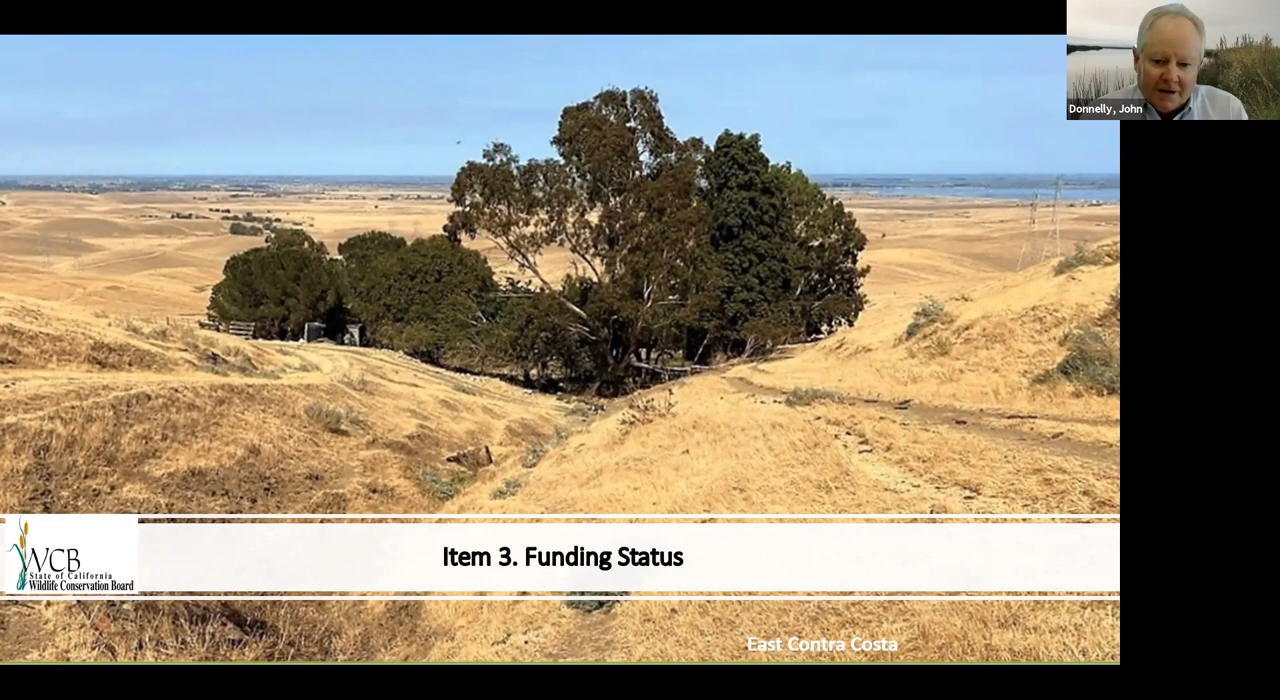 Donnelly, John
Item 3. Funding Status
WCB
State of California
Wildlife Conservation Board
East Contra Costa